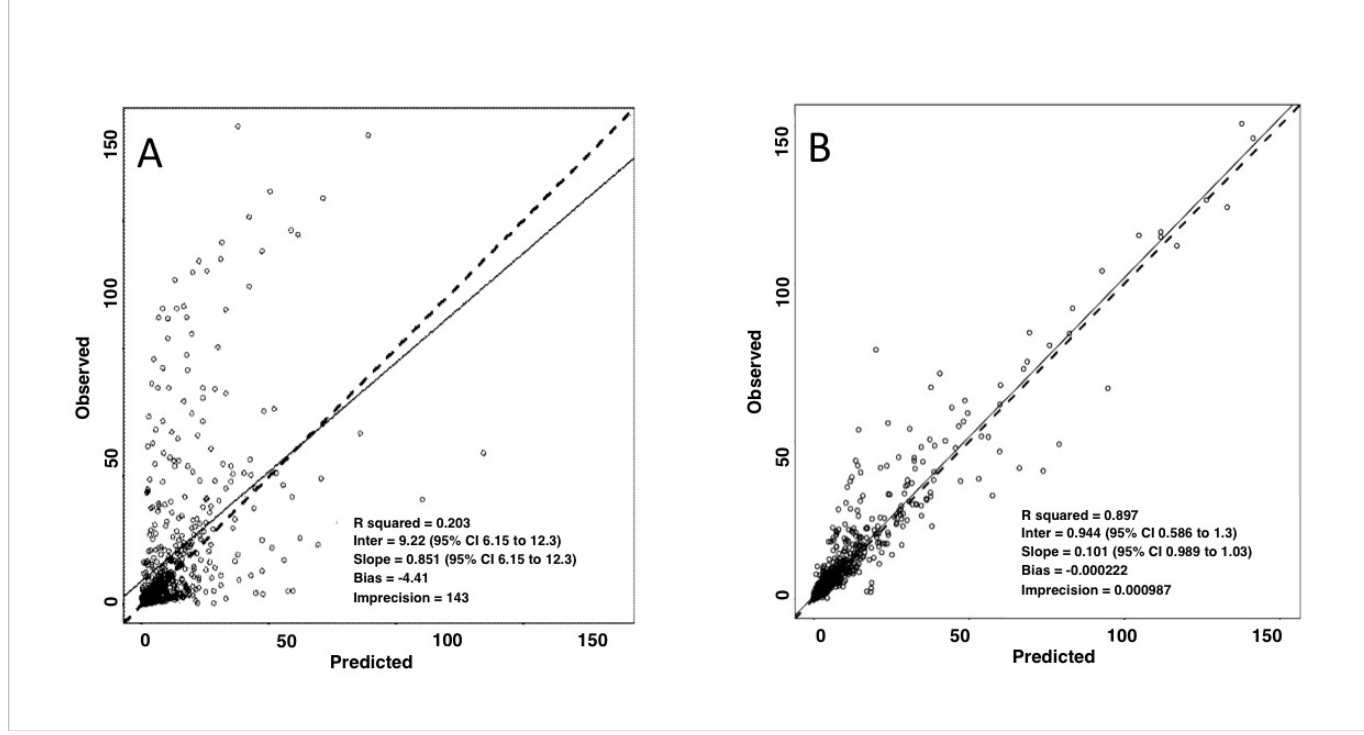 A
150
100
50
0
Observed
R squared = 0.203
Inter = 9.22 (95% CI 6.15 to 12.3)
Slope = 0.851 (95% CI 6.15 to 12.3)
Bias = -4.41
Imprecision = 143
0 50 100 150
Predicted
B
150
100
50
0
Observed
R squared = 0.897
Inter = 0.944 (95% CI 0.586 to 1.3)
Slope = 0.101 (95% CI 0.989 to 1.03)
Bias = -0.000222
Imprecision = 0.000987
0 50 100 150
Predicted